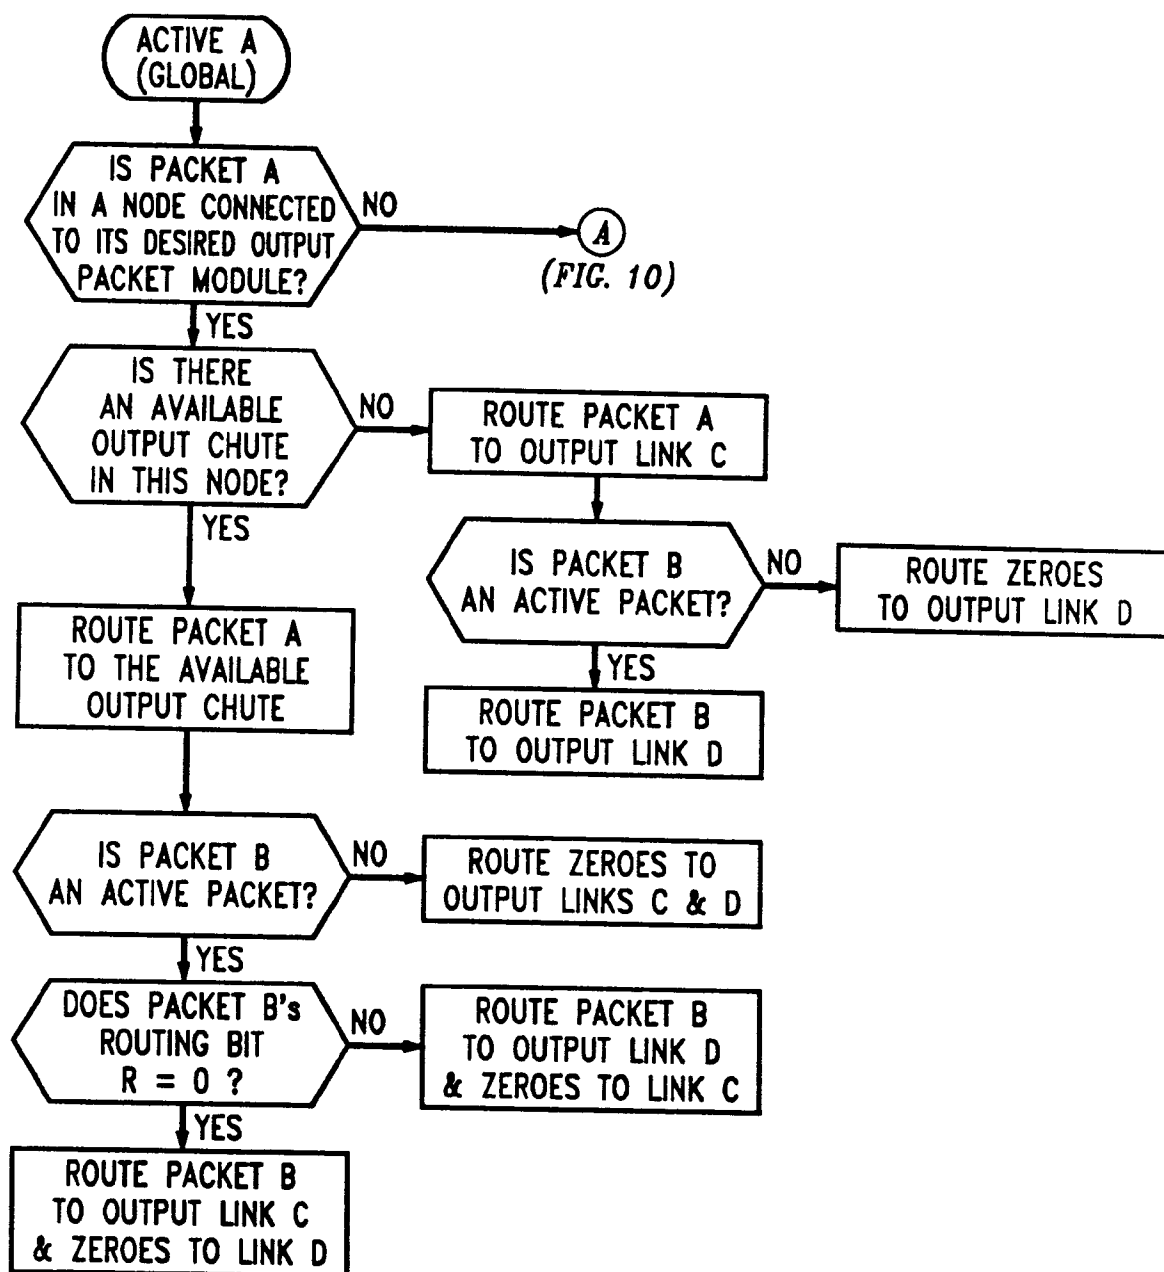 ACTIVE A
(GLOBAL)
IS PACKET A
IN A NODE CONNECTED
TO ITS DESIRED OUTPUT
PACKET MODULE?
NO
A
(FIG. 10)
YES
IS THERE
AN AVAILABLE
OUTPUT CHUTE
IN THIS NODE?
NO
ROUTE PACKET A
TO OUTPUT LINK C
YES
IS PACKET B
AN ACTIVE PACKET?
NO
ROUTE ZEROES
TO OUTPUT LINK D
YES
ROUTE PACKET B
TO OUTPUT LINK D
ROUTE PACKET A
TO THE AVAILABLE
OUTPUT CHUTE
IS PACKET B
AN ACTIVE PACKET?
NO
ROUTE ZEROES TO
OUTPUT LINKS C & D
YES
DOES PACKET B's
ROUTING BIT
R = 0 ?
NO
ROUTE PACKET B
TO OUTPUT LINK D
& ZEROES TO LINK C
YES
ROUTE PACKET B
TO OUTPUT LINK C
& ZEROES TO LINK D